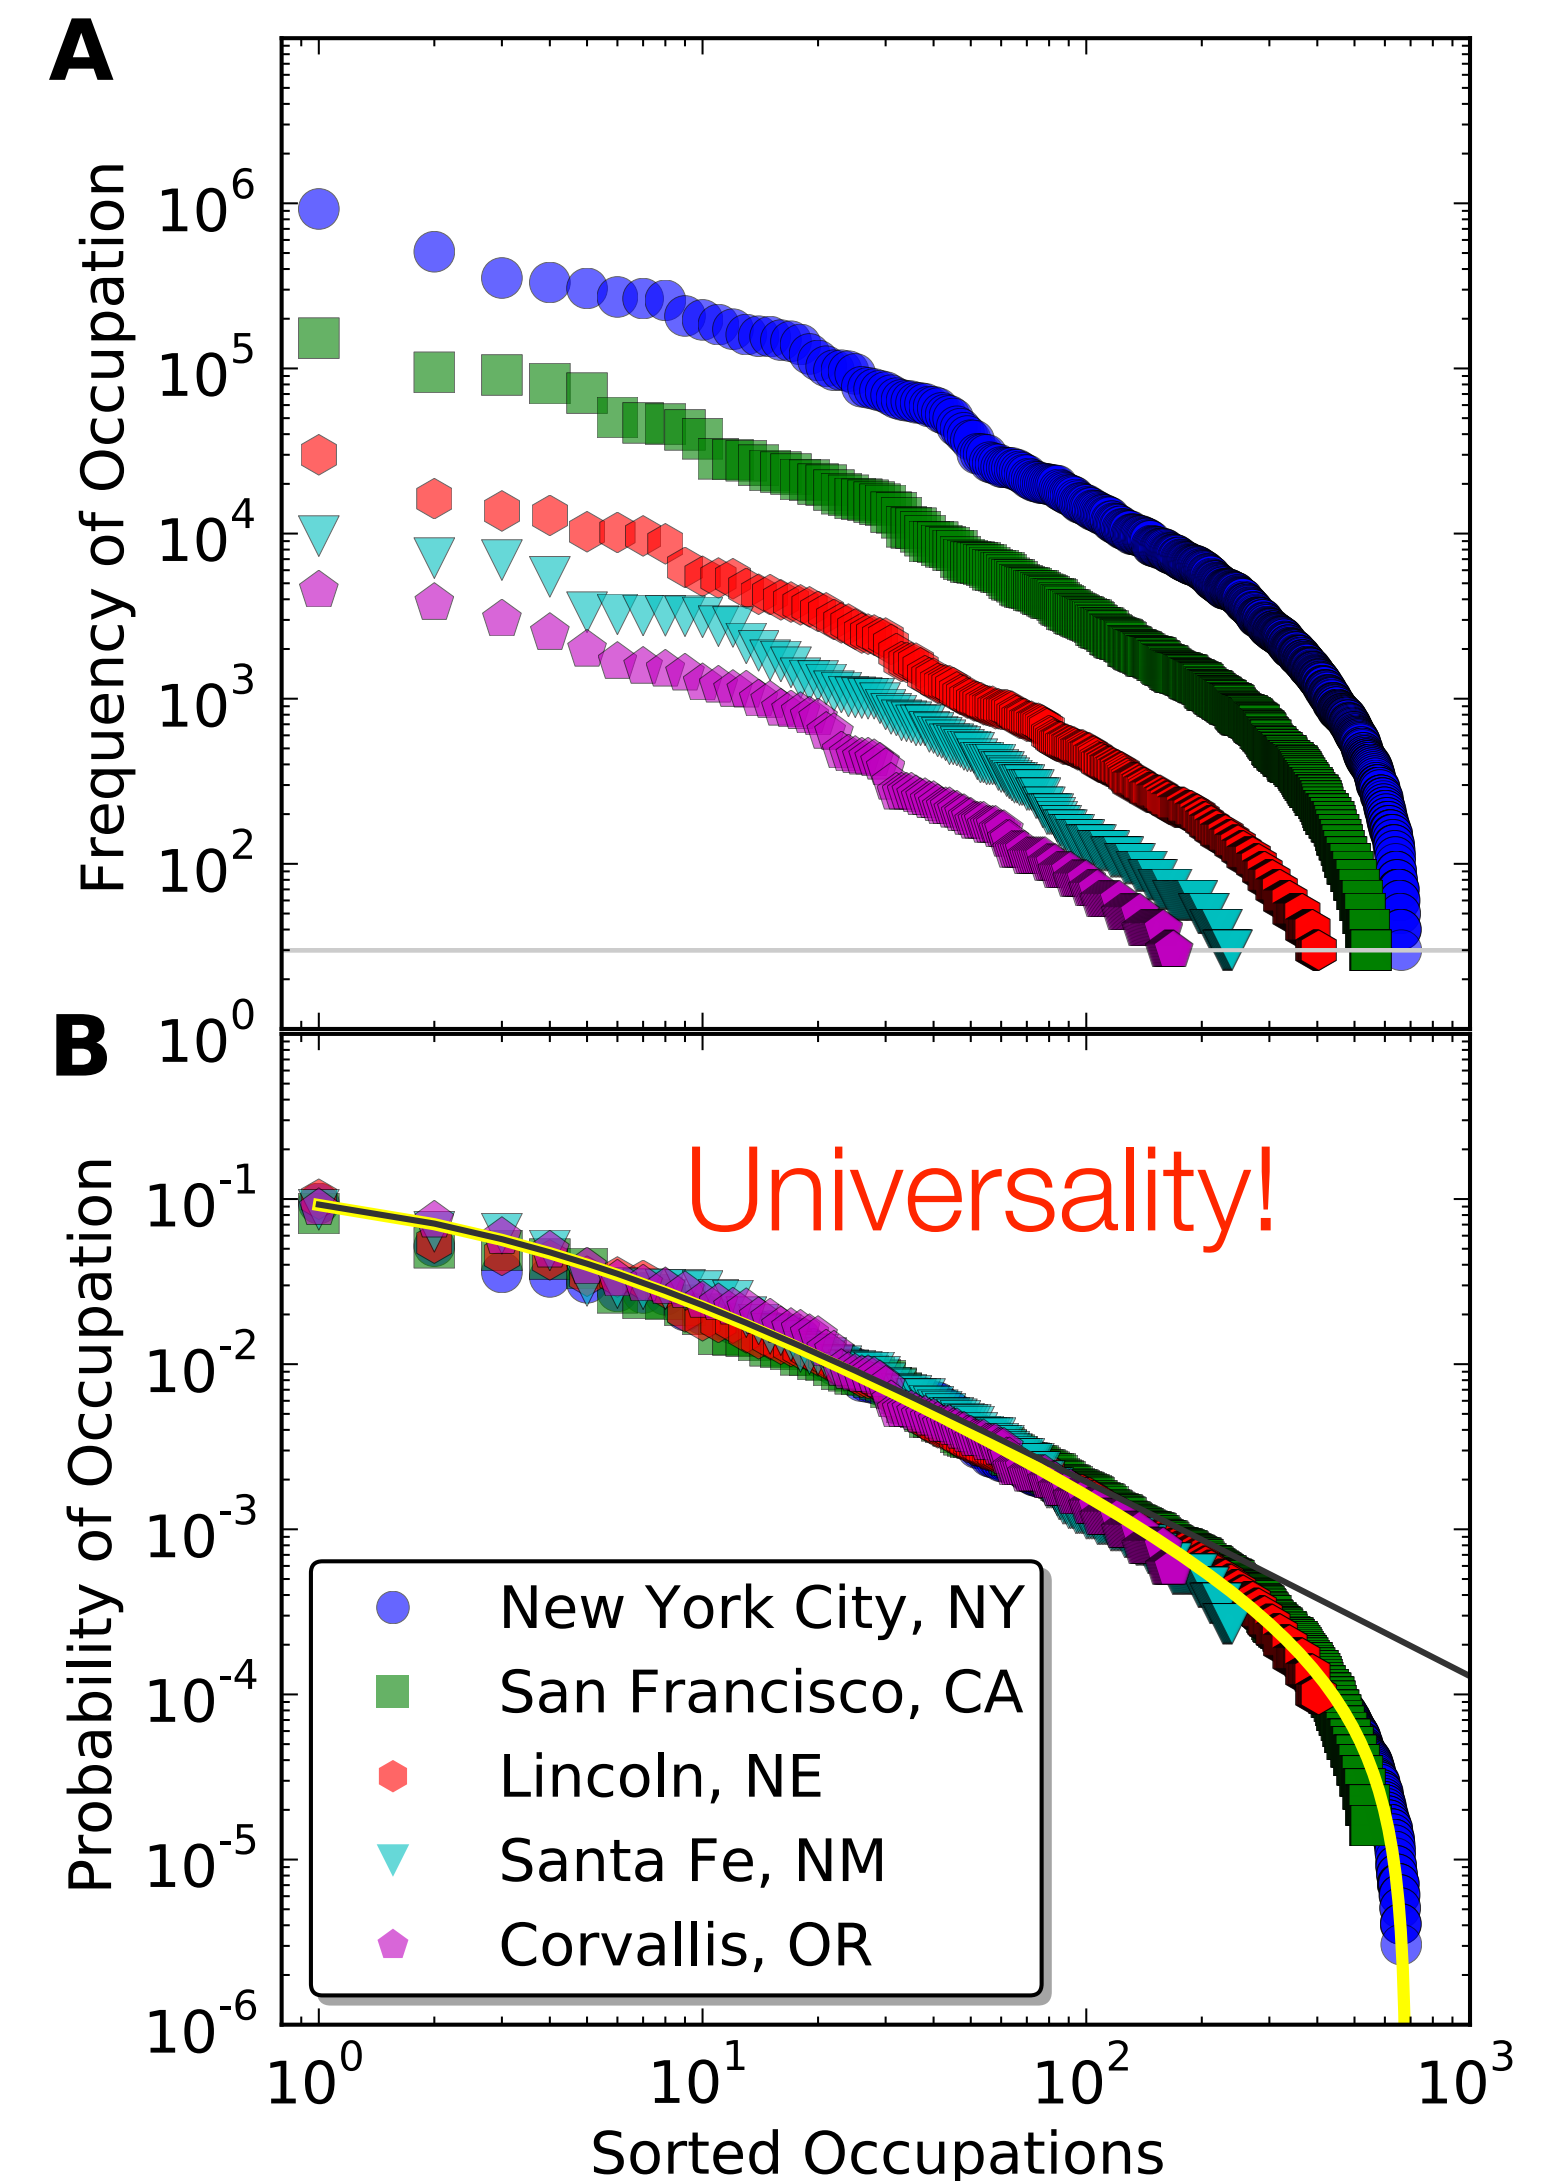 A
Frequency of Occupation
10^6
10^5
10^4
10^3
10^2
10^0
B
Universality!
Probability of Occupation
10^-1
10^-2
10^-3
10^-4
10^-5
10^-6
New York City, NY
San Francisco, CA
Lincoln, NE
Santa Fe, NM
Corvallis, OR
10^0 10^1 10^2 10^3
Sorted Occupations